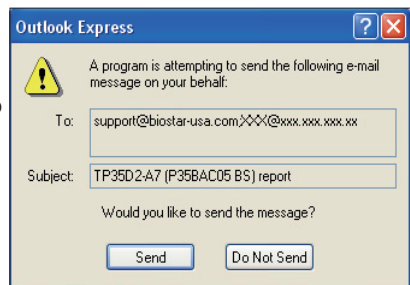 Outlook Express
A program is attempting to send the following e-mail
message on your behalf:
To: support@biostar-usa.com;XXX@xxx.xxx.xxx.xx
Subject: TP35D2-A7 (P35BAC05 BS) report
Would you like to send the message?
Send Do Not Send